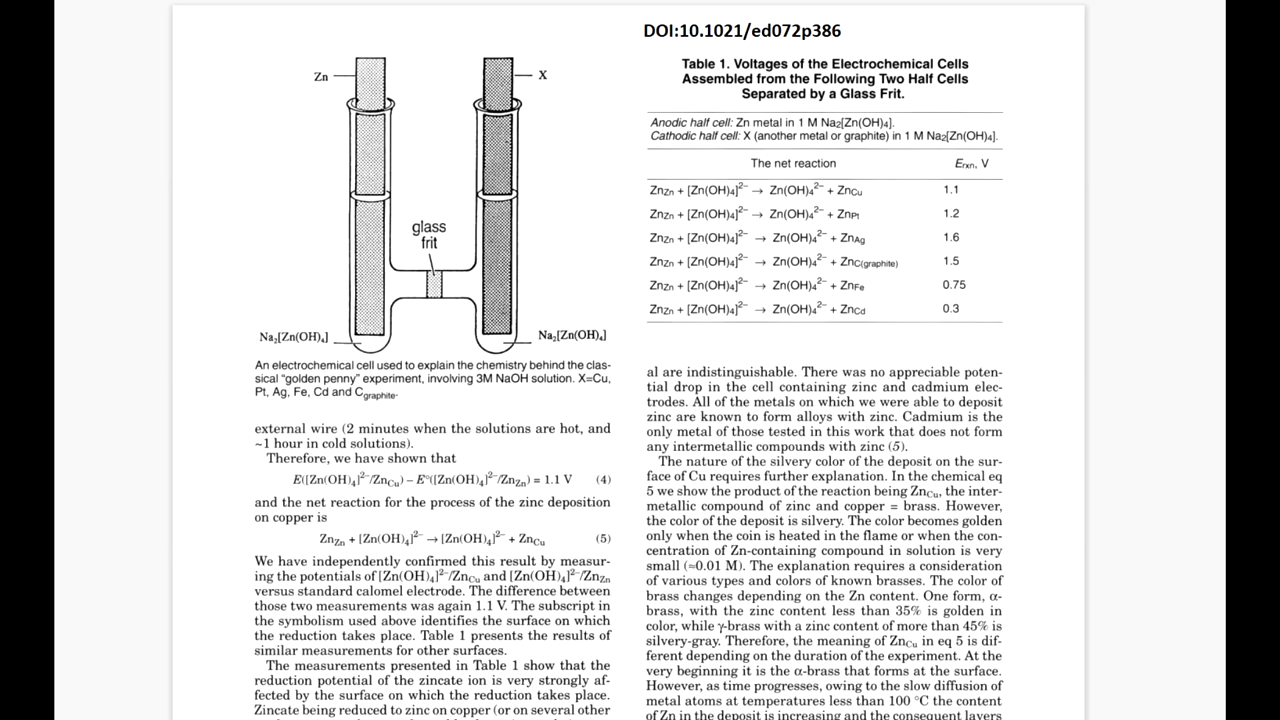 DOI:10.1021/ed072p386
Zn
X
glass
frit
Na₂[Zn(OH)₄]
Na₂[Zn(OH)₄]
An electrochemical cell used to explain the chemistry behind the clas-
sical “golden penny” experiment, involving 3M NaOH solution. X=Cu,
Pt, Ag, Fe, Cd and Cgraphite.
external wire (2 minutes when the solutions are hot, and
~1 hour in cold solutions).
Therefore, we have shown that
E([Zn(OH)₄]²⁻/ZnCu) – E°([Zn(OH)₄]²⁻/ZnZn) = 1.1 V (4)
and the net reaction for the process of the zinc deposition
on copper is
ZnZn + [Zn(OH)₄]²⁻ → [Zn(OH)₄]²⁻ + ZnCu (5)
We have independently confirmed this result by measur-
ing the potentials of [Zn(OH)₄]²⁻/ZnCu and [Zn(OH)₄]²⁻/ZnZn
versus standard calomel electrode. The difference between
those two measurements was again 1.1 V. The subscript in
the symbolism used above identifies the surface on which
the reduction takes place. Table 1 presents the results of
similar measurements for other surfaces.
The measurements presented in Table 1 show that the
reduction potential of the zincate ion is very strongly af-
fected by the surface on which the reduction takes place.
Zincate being reduced to zinc on copper (or on several other
Table 1. Voltages of the Electrochemical Cells
Assembled from the Following Two Half Cells
Separated by a Glass Frit.
Anodic half cell: Zn metal in 1 M Na₂[Zn(OH)₄].
Cathodic half cell: X (another metal or graphite) in 1 M Na₂[Zn(OH)₄].
The net reaction Erxn, V
ZnZn + [Zn(OH)₄]²⁻ → Zn(OH)₄²⁻ + ZnCu 1.1
ZnZn + [Zn(OH)₄]²⁻ → Zn(OH)₄²⁻ + ZnPt 1.2
ZnZn + [Zn(OH)₄]²⁻ → Zn(OH)₄²⁻ + ZnAg 1.6
ZnZn + [Zn(OH)₄]²⁻ → Zn(OH)₄²⁻ + ZnC(graphite) 1.5
ZnZn + [Zn(OH)₄]²⁻ → Zn(OH)₄²⁻ + ZnFe 0.75
ZnZn + [Zn(OH)₄]²⁻ → Zn(OH)₄²⁻ + ZnCd 0.3
al are indistinguishable. There was no appreciable poten-
tial drop in the cell containing zinc and cadmium elec-
trodes. All of the metals on which we were able to deposit
zinc are known to form alloys with zinc. Cadmium is the
only metal of those tested in this work that does not form
any intermetallic compounds with zinc (5).
The nature of the silvery color of the deposit on the sur-
face of Cu requires further explanation. In the chemical eq
5 we show the product of the reaction being ZnCu, the inter-
metallic compound of zinc and copper = brass. However,
the color of the deposit is silvery. The color becomes golden
only when the coin is heated in the flame or when the con-
centration of Zn-containing compound in solution is very
small (≈0.01 M). The explanation requires a consideration
of various types and colors of known brasses. The color of
brass changes depending on the Zn content. One form, α-
brass, with the zinc content less than 35% is golden in
color, while γ-brass with a zinc content of more than 45% is
silvery-gray. Therefore, the meaning of ZnCu in eq 5 is dif-
ferent depending on the duration of the experiment. At the
very beginning it is the α-brass that forms at the surface.
However, as time progresses, owing to the slow diffusion of
metal atoms at temperatures less than 100 °C the content
of Zn in the deposit is increasing and the consequent layers